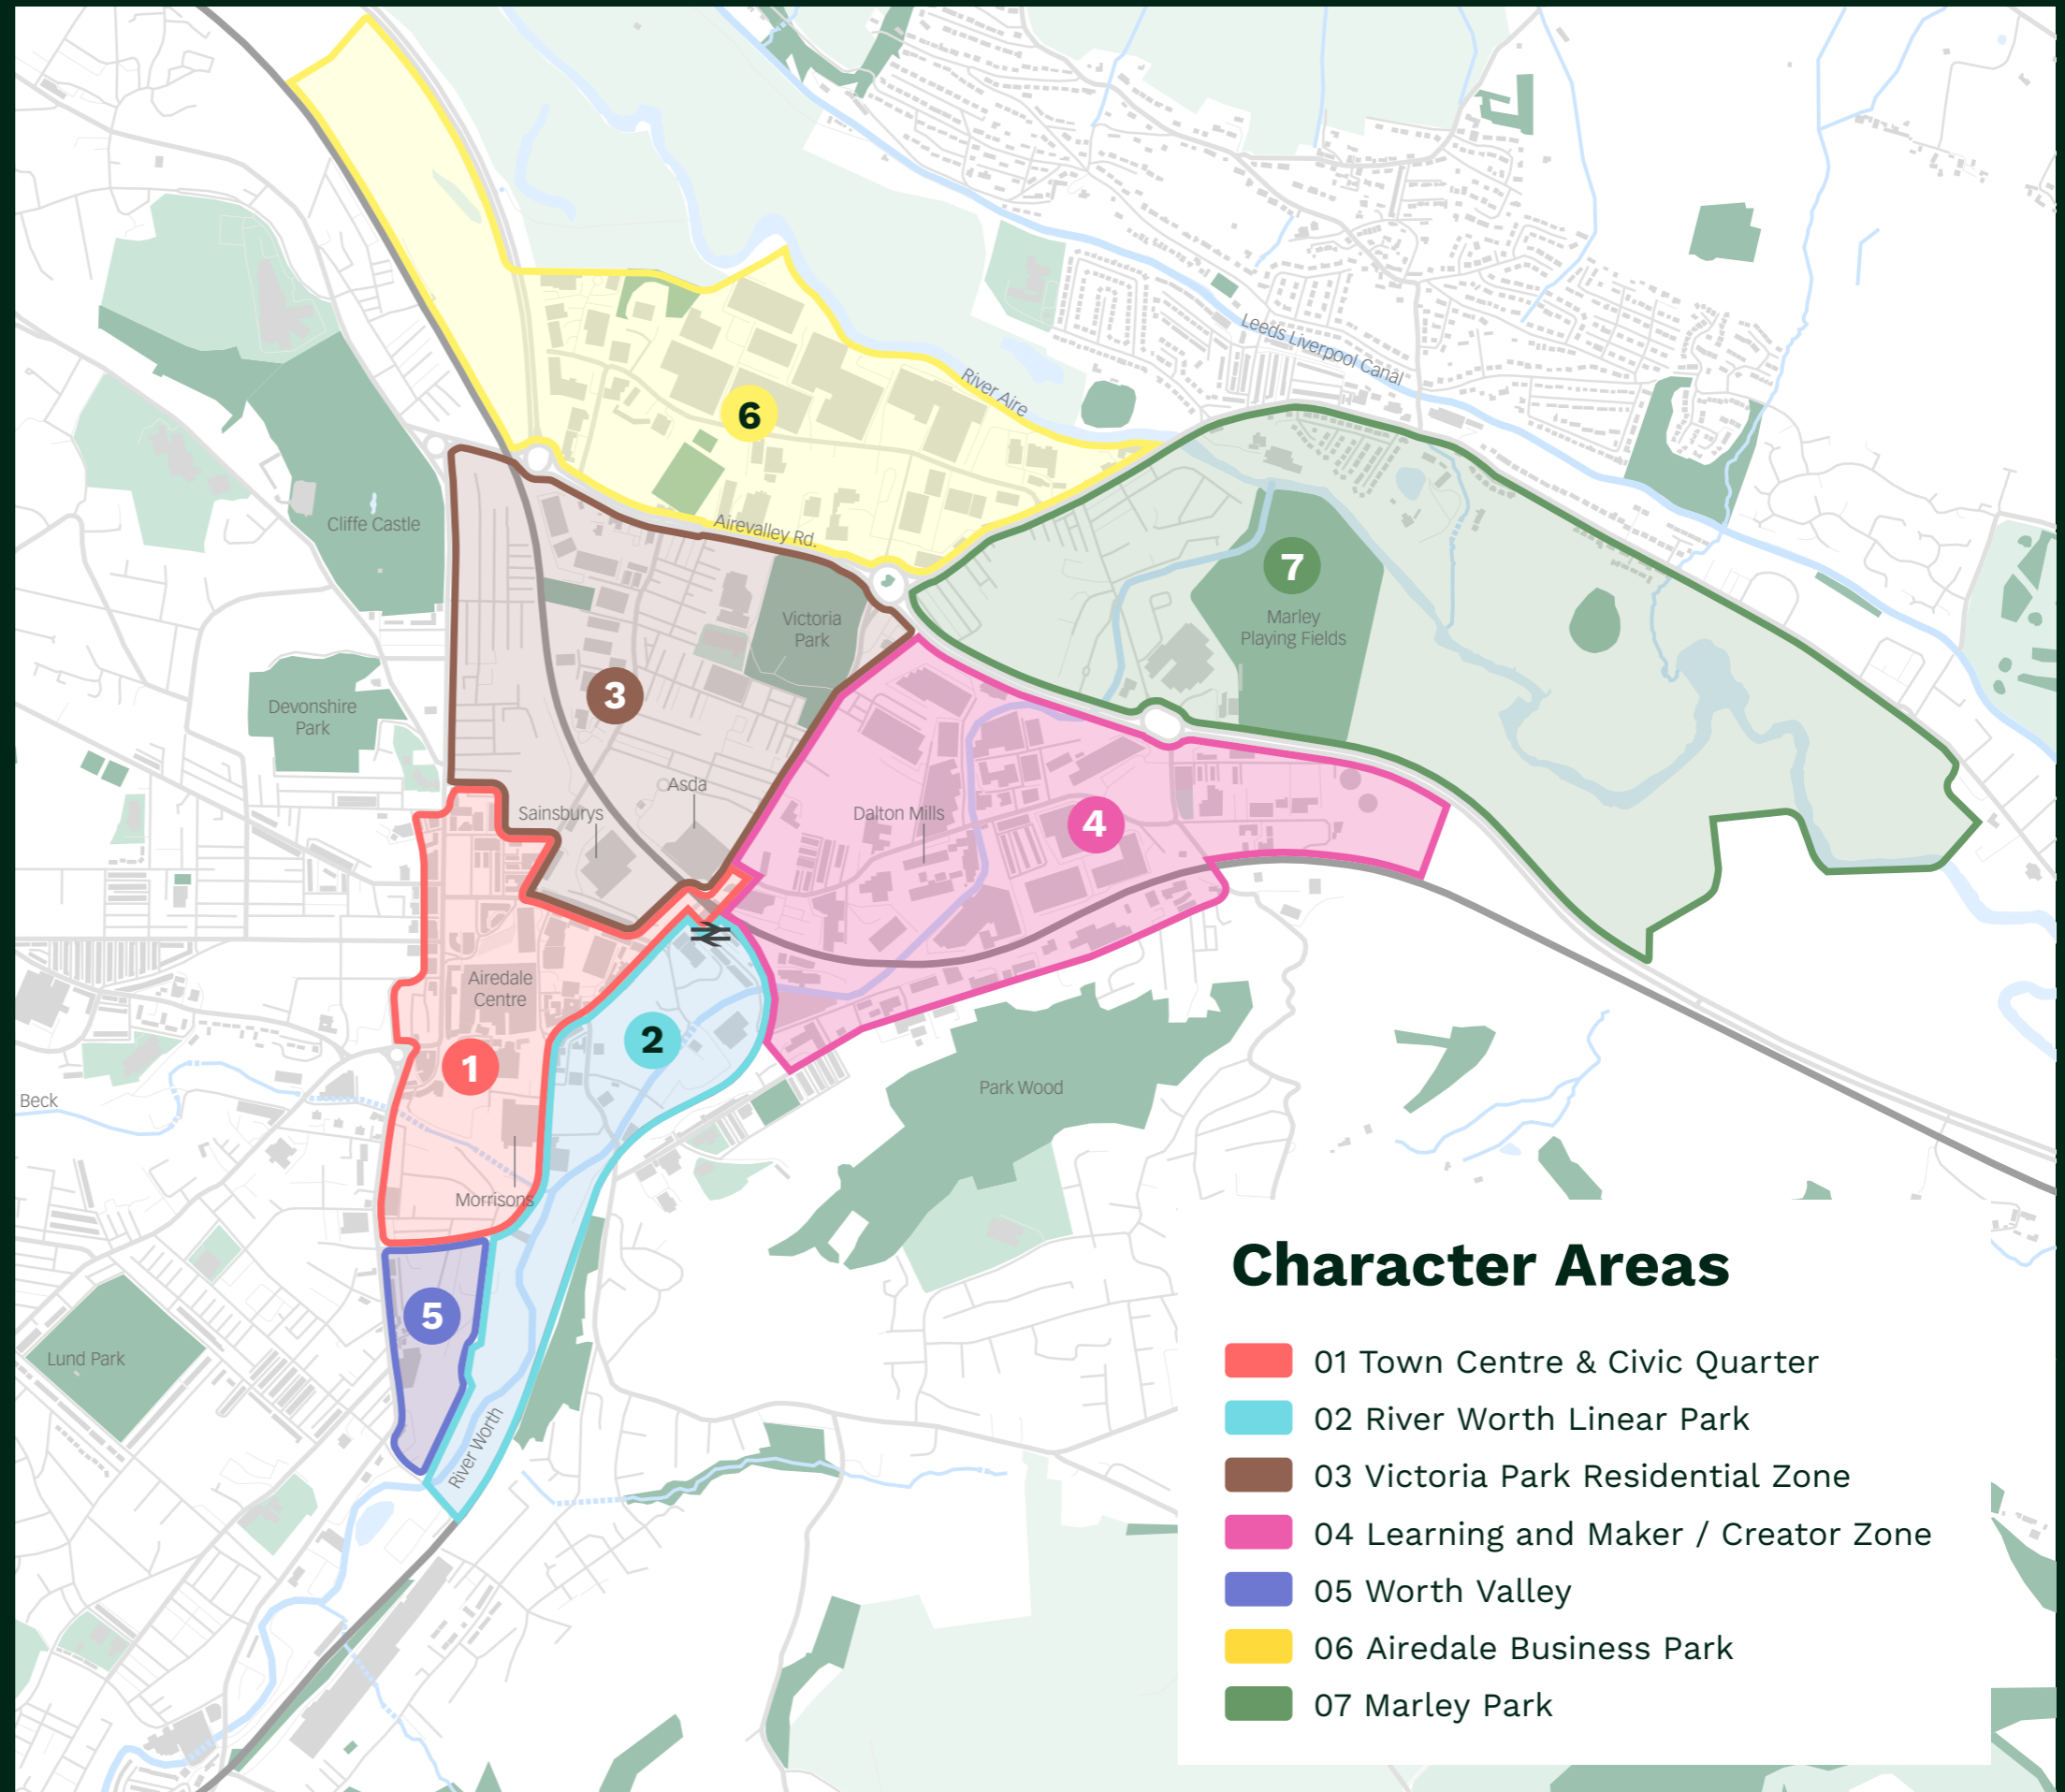 Leeds Liverpool Canal
River Aire
6
Cliffe Castle
Airevalley Rd.
7
Marley
Playing Fields
Victoria
Park
3
Devonshire
Park
Asda
Sainsburys
Dalton Mills
4
Airedale
Centre
2
1
Park Wood
Beck
Morrisons
5
Lund Park
River Worth
Character Areas
01 Town Centre & Civic Quarter
02 River Worth Linear Park
03 Victoria Park Residential Zone
04 Learning and Maker / Creator Zone
05 Worth Valley
06 Airedale Business Park
07 Marley Park